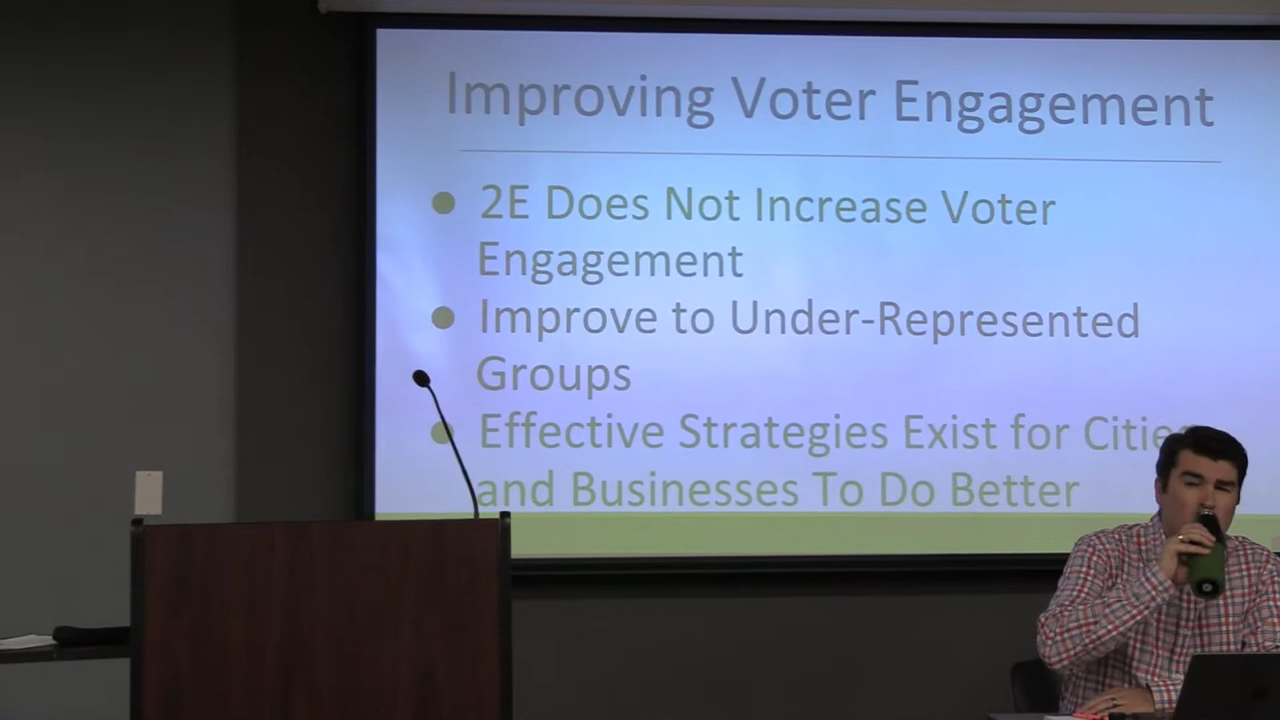 Improving Voter Engagement
2E Does Not Increase Voter
Engagement
Improve to Under-Represented
Groups
Effective Strategies Exist for Cities
and Businesses To Do Better